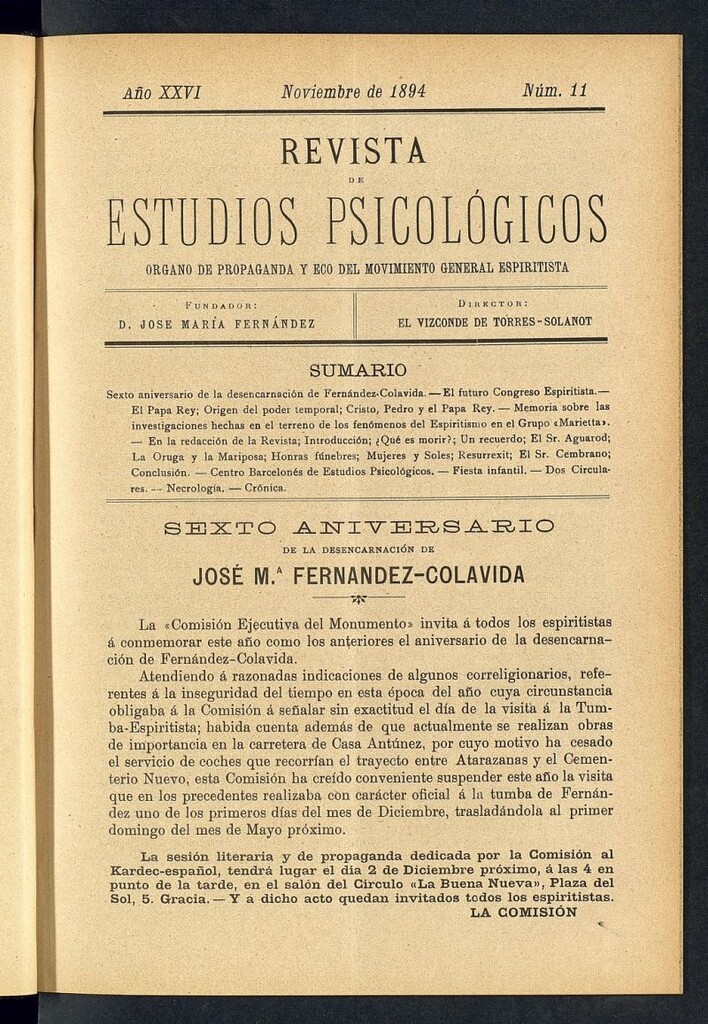 Año XXVI Noviembre de 1894 Núm. 11
REVISTA
DE
ESTUDIOS PSICOLÓGICOS
ORGANO DE PROPAGANDA Y ECO DEL MOVIMIENTO GENERAL ESPIRITISTA
FUNDADOR:
D. JOSE MARÍA FERNÁNDEZ
DIRECTOR:
EL VIZCONDE DE TORRES-SOLANOT
SUMARIO
Sexto aniversario de la desencarnación de Fernández-Colavida. — El futuro Congreso Espiritista. —
El Papa Rey; Origen del poder temporal; Cristo, Pedro y el Papa Rey. — Memoria sobre las
investigaciones hechas en el terreno de los fenómenos del Espiritismo en el Grupo «Marietta».
— En la redacción de la Revista; Introducción; ¿Qué es morir?; Un recuerdo; El Sr. Aguarod;
La Oruga y la Mariposa; Honras fúnebres; Mujeres y Soles; Resurrexit; El Sr. Cembrano;
Conclusión. — Centro Barcelonés de Estudios Psicológicos. — Fiesta infantil. — Dos Circula-
res. — Necrología. — Crónica.
SEXTO ANIVERSARIO
DE LA DESENCARNACIÓN DE
JOSÉ M.ª FERNANDEZ-COLAVIDA
La «Comisión Ejecutiva del Monumento» invita á todos los espiritistas
á conmemorar este año como los anteriores el aniversario de la desencarna-
ción de Fernández-Colavida.
Atendiendo á razonadas indicaciones de algunos correligionarios, refe-
rentes á la inseguridad del tiempo en esta época del año cuya circunstancia
obligaba á la Comisión á señalar sin exactitud el día de la visita á la Tum-
ba-Espiritista; habida cuenta además de que actualmente se realizan obras
de importancia en la carretera de Casa Antúnez, por cuyo motivo ha cesado
el servicio de coches que recorrían el trayecto entre Atarazanas y el Cemen-
terio Nuevo, esta Comisión ha creído conveniente suspender este año la visita
que en los precedentes realizaba con carácter oficial á la tumba de Fernán-
dez uno de los primeros días del mes de Diciembre, trasladándola al primer
domingo del mes de Mayo próximo.
La sesión literaria y de propaganda dedicada por la Comisión al
Kardec-español, tendrá lugar el día 2 de Diciembre próximo, á las 4 en
punto de la tarde, en el salón del Circulo «La Buena Nueva», Plaza del
Sol, 5. Gracia. — Y a dicho acto quedan invitados todos los espiritistas.
LA COMISIÓN